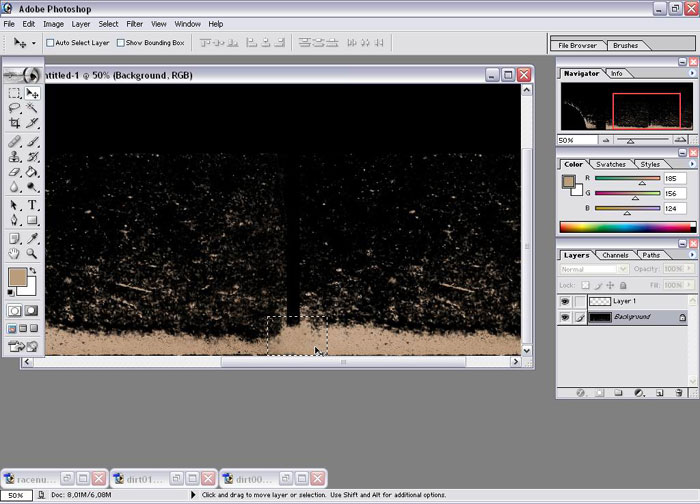 Adobe Photoshop
File Edit Image Layer Select Filter View Window Help
Auto Select Layer Show Bounding Box
File Browser Brushes
ntitled-1 @ 50% (Background, RGB)
Navigator Info
50%
Color Swatches Styles
R 185
G 156
B 124
Layers Channels Paths
Normal Opacity: 100%
Lock: Fill: 100%
Layer 1
Background
racenu... dirt01... dirt00...
50% Doc: 8,01M/6,08M Click and drag to move layer or selection. Use Shift and Alt for additional options.